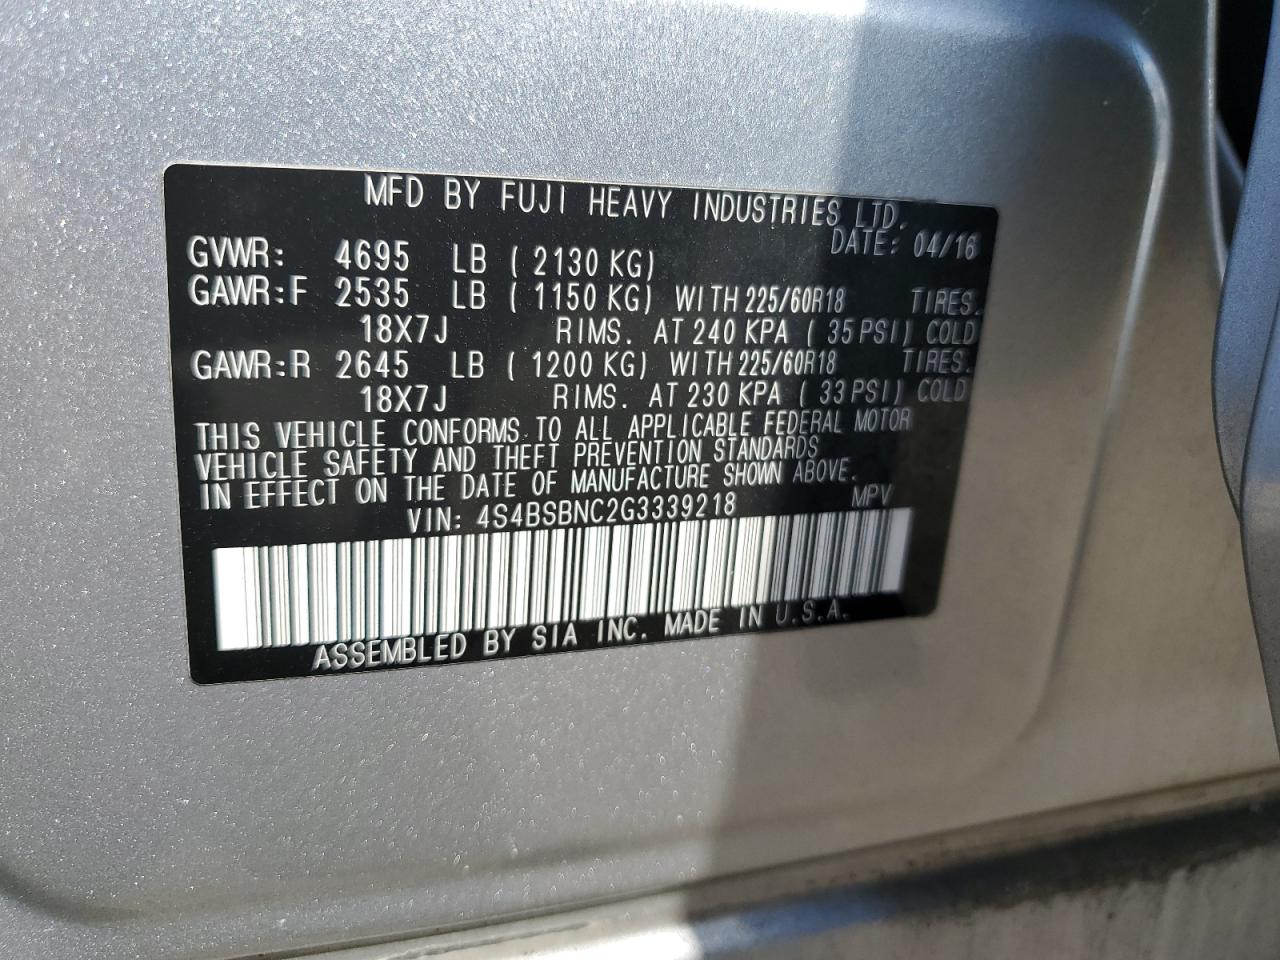 MFD BY FUJI HEAVY INDUSTRIES LTD.
DATE: 04/16
GVWR: 4695 LB ( 2130 KG)
GAWR:F 2535 LB ( 1150 KG) WITH 225/60R18 TIRES.
18X7J RIMS. AT 240 KPA ( 35 PSI) COLD
GAWR:R 2645 LB ( 1200 KG) WITH 225/60R18 TIRES.
18X7J RIMS. AT 230 KPA ( 33 PSI) COLD
THIS VEHICLE CONFORMS TO ALL APPLICABLE FEDERAL MOTOR
VEHICLE SAFETY AND THEFT PREVENTION STANDARDS
IN EFFECT ON THE DATE OF MANUFACTURE SHOWN ABOVE.
VIN: 4S4BSBNC2G3339218 MPV
ASSEMBLED BY SIA INC. MADE IN U.S.A.